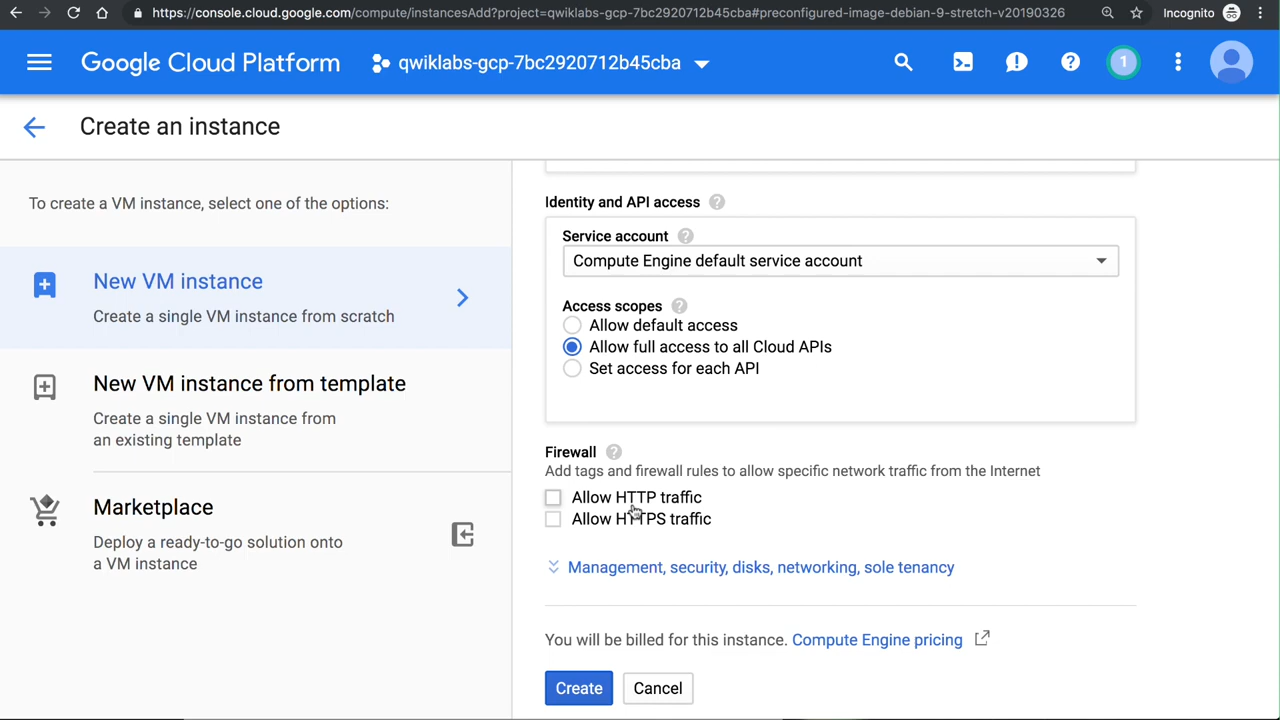 https://console.cloud.google.com/compute/instancesAdd?project=qwiklabs-gcp-7bc2920712b45cba#preconfigured-image-debian-9-stretch-v20190326
Incognito
Google Cloud Platform
qwiklabs-gcp-7bc2920712b45cba
1
Create an instance
To create a VM instance, select one of the options:
New VM instance
Create a single VM instance from scratch
New VM instance from template
Create a single VM instance from
an existing template
Marketplace
Deploy a ready-to-go solution onto
a VM instance
Identity and API access
Service account
Compute Engine default service account
Access scopes
Allow default access
Allow full access to all Cloud APIs
Set access for each API
Firewall
Add tags and firewall rules to allow specific network traffic from the Internet
Allow HTTP traffic
Allow HTTPS traffic
Management, security, disks, networking, sole tenancy
You will be billed for this instance. Compute Engine pricing
Create
Cancel